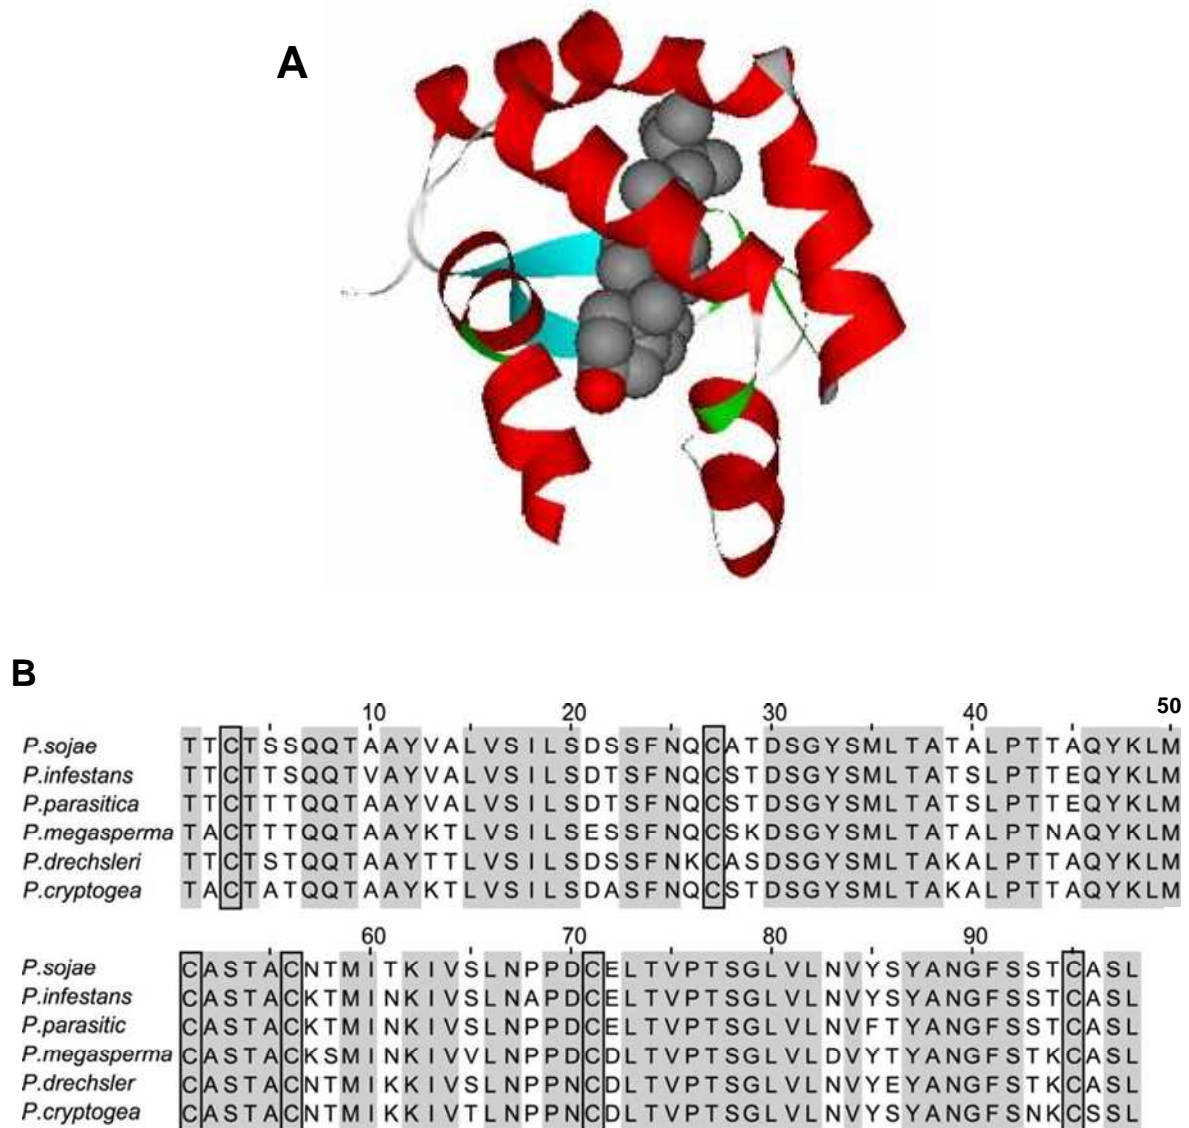 A
B
10 20 30 40 50
P.sojae TTCTSSQQTAAYVALVSILSDSSFNQCATDSGYSMLTATALPTTAQYKLM
P.infestans TTCTTSQQTVAYVALVSILSDTSFNQCSTDSGYSMLTATSLPTTEQYKLM
P.parasitica TTCTTTQQTAAYVALVSILSDTSFNQCSTDSGYSMLTATSLPTTEQYKLM
P.megasperma TACTTTQQTAAYKTLVSILSESSFNQCSKDSGYSMLTATALPTNAQYKLM
P.drechsleri TTCTSTQQTAAYTTLVSILSDSSFNKCASDSGYSMLTAKALPTTAQYKLM
P.cryptogea TACTATQQTAAYKTLVSILSDASFNQCSTDSGYSMLTAKALPTTAQYKLM
60 70 80 90
P.sojae CASTACNTMITKIVSLNPPDCELTVPTSGLVLNVYSYANGFSSTCASL
P.infestans CASTACKTMINKIVSLNAPDCELTVPTSGLVLNVYSYANGFSSTCASL
P.parasitic CASTACKTMINKIVSLNPPDCELTVPTSGLVLNVFTYANGFSSTCASL
P.megasperma CASTACKSMINKIVVLNPPDCDLTVPTSGLVLDVYTYANGFSTKCASL
P.drechsler CASTACNTMIKKIVSLNPPNCDLTVPTSGLVLNVYEYANGFSTKCASL
P.cryptogea CASTACNTMIKKIVTLNPPNCDLTVPTSGLVLNVYSYANGFSNKCSSL